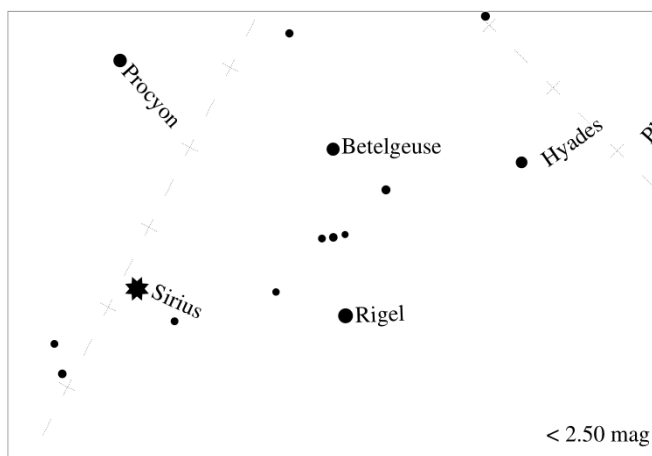 Procyon
Betelgeuse
Hyades
Sirius
Rigel
< 2.50 mag